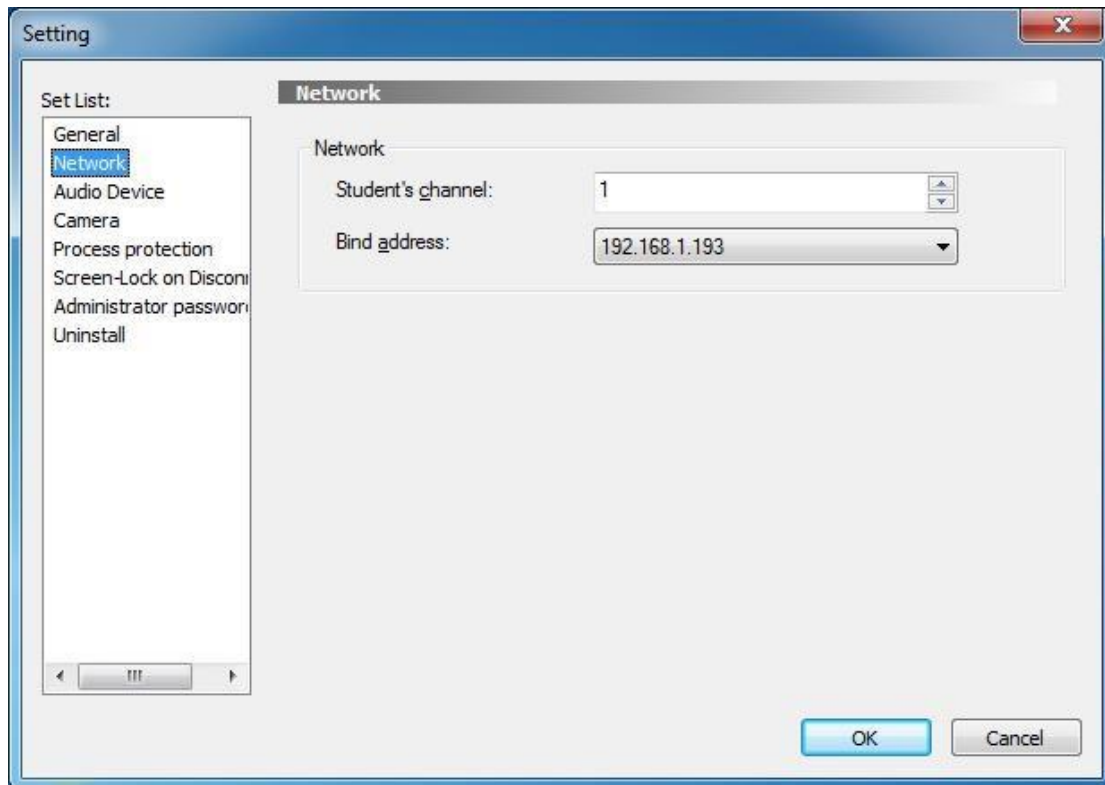 Setting
Set List:
General
Network
Audio Device
Camera
Process protection
Screen-Lock on Disconn
Administrator passwor
Uninstall
Network
Network
Student's channel:
1
Bind address:
192.168.1.193
OK
Cancel